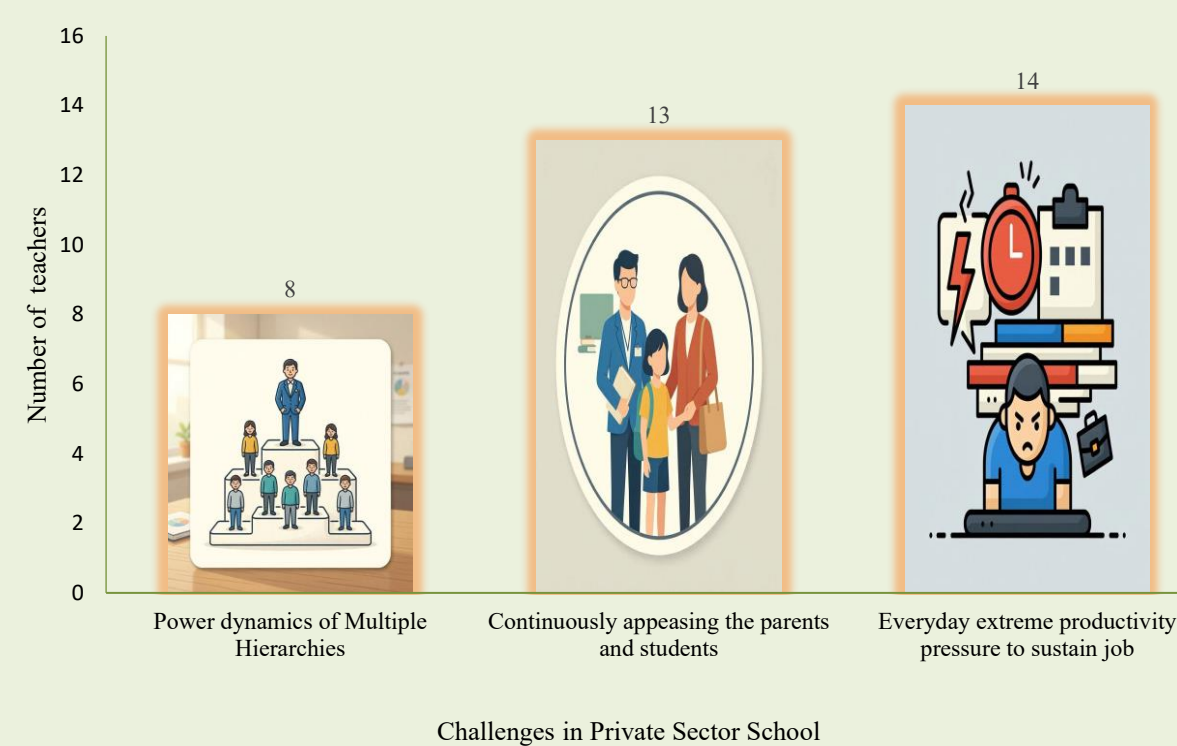 16
14
12
10
8
6
4
2
0
Number of teachers
8
13
14
Power dynamics of Multiple
Hierarchies
Continuously appeasing the parents
and students
Everyday extreme productivity
pressure to sustain job
Challenges in Private Sector School